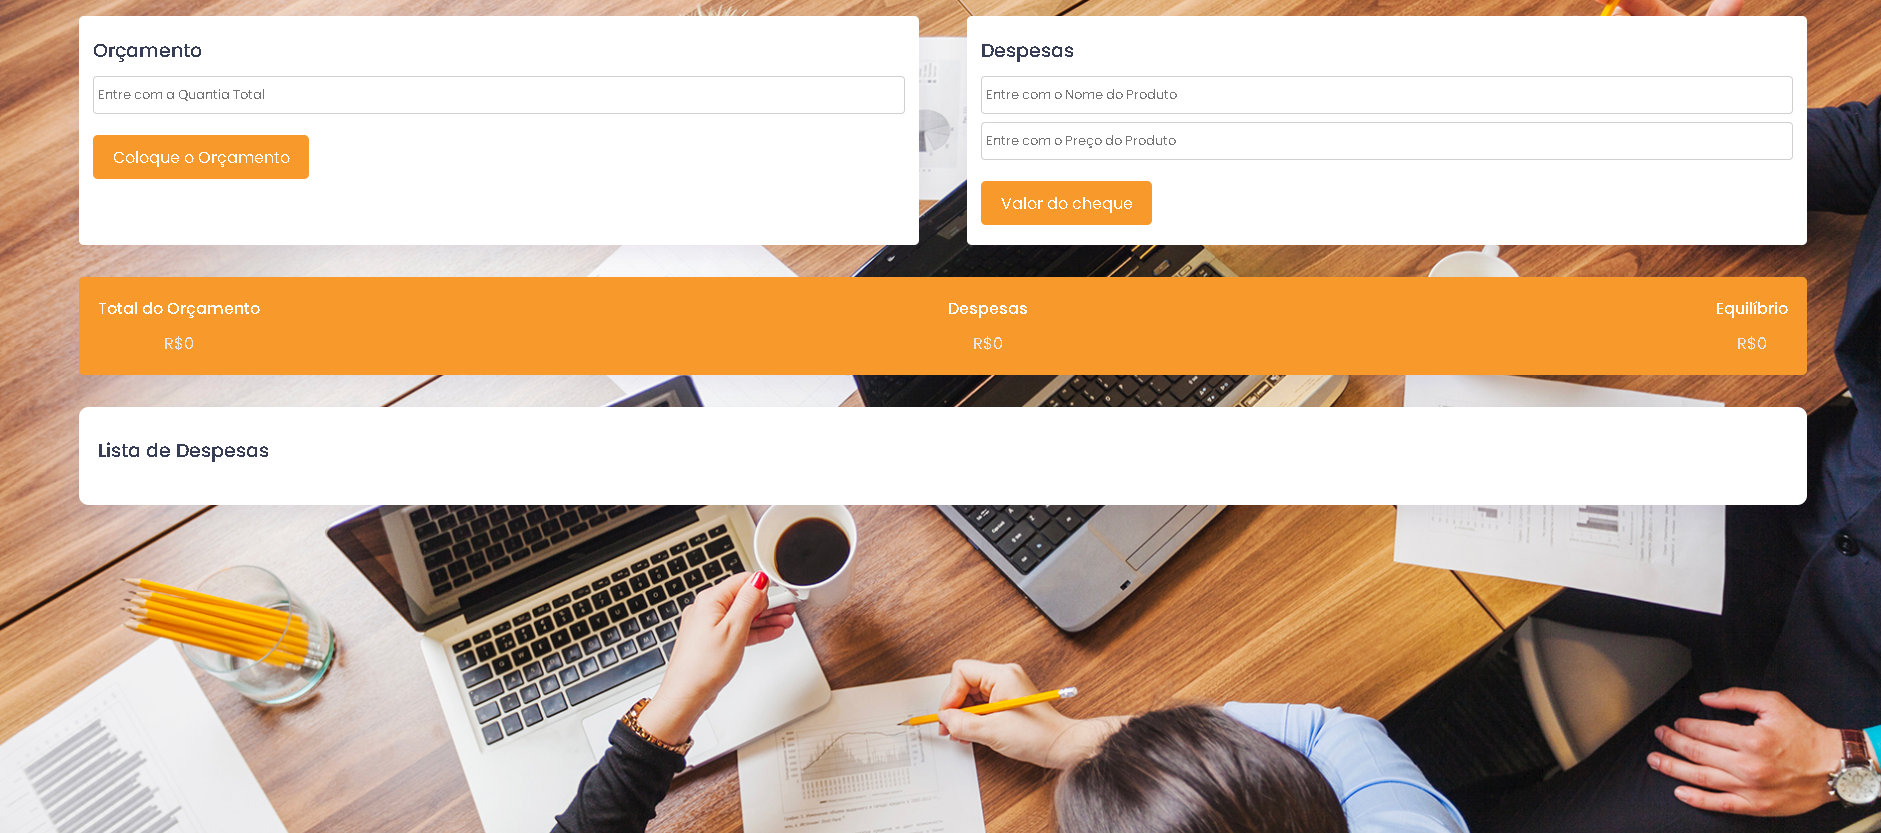 Orçamento
Entre com a Quantia Total
Coloque o Orçamento
Despesas
Entre com o Nome do Produto
Entre com o Preço do Produto
Valor do cheque
Total do Orçamento
R$0
Despesas
R$0
Equilíbrio
R$0
Lista de Despesas